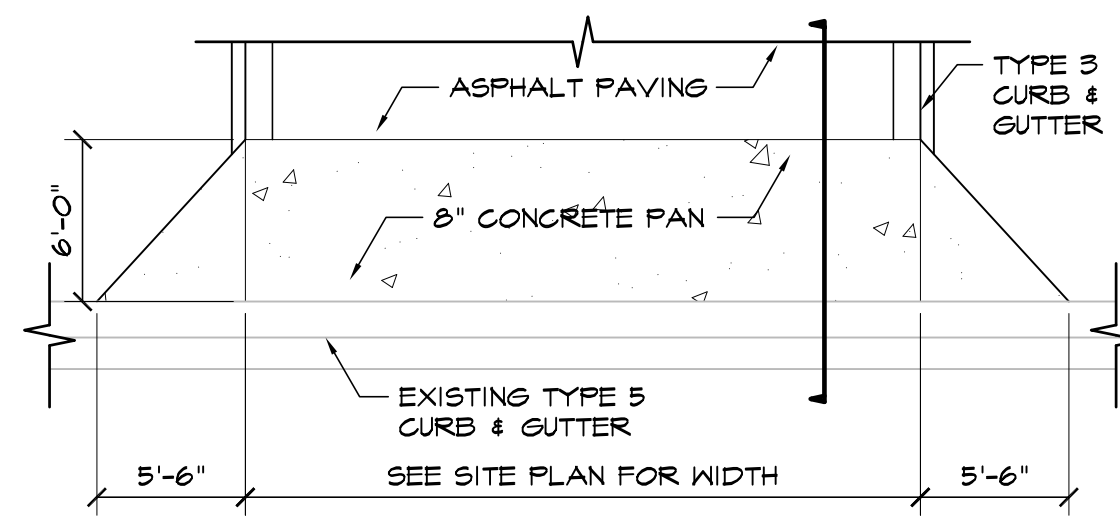 ASPHALT PAVING
TYPE 3
CURB &
GUTTER
6'-0"
8" CONCRETE PAN
EXISTING TYPE 5
CURB & GUTTER
5'-6"
SEE SITE PLAN FOR WIDTH
5'-6"